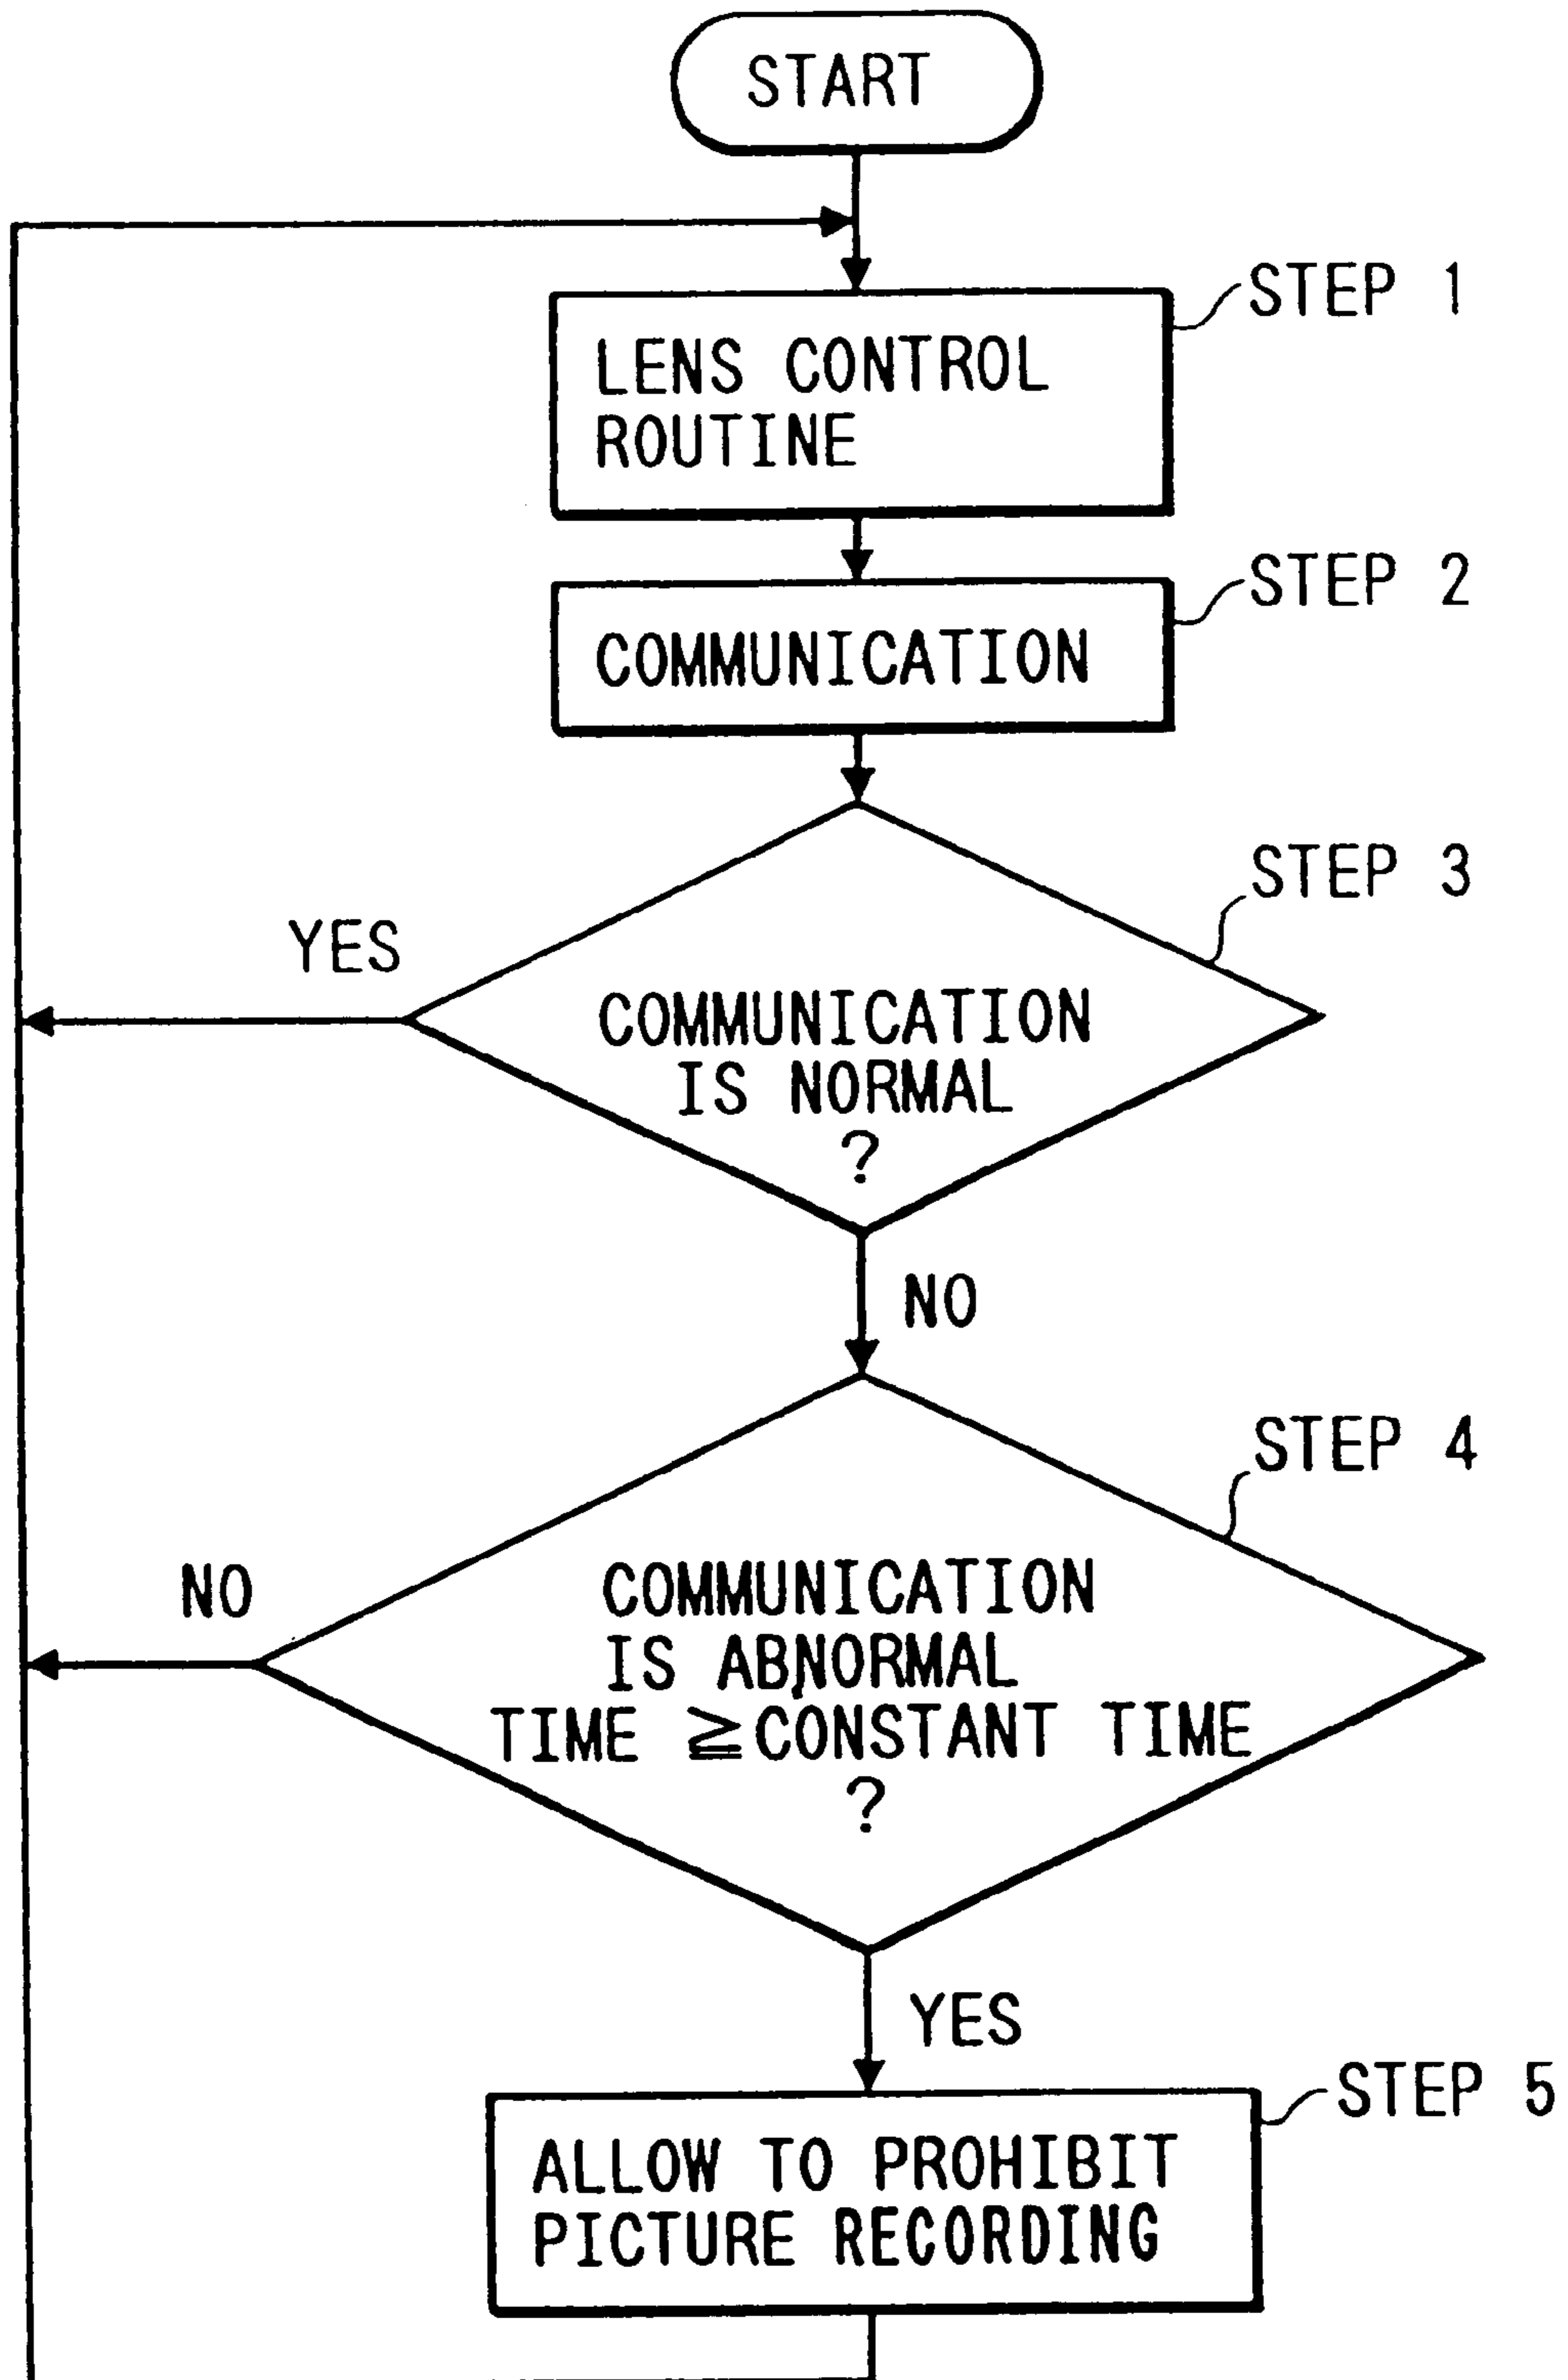 START
STEP 1
LENS CONTROL
ROUTINE
STEP 2
COMMUNICATION
STEP 3
YES
COMMUNICATION
IS NORMAL
?
NO
STEP 4
NO
COMMUNICATION
IS ABNORMAL
TIME ≧ CONSTANT TIME
?
YES
STEP 5
ALLOW TO PROHIBIT
PICTURE RECORDING